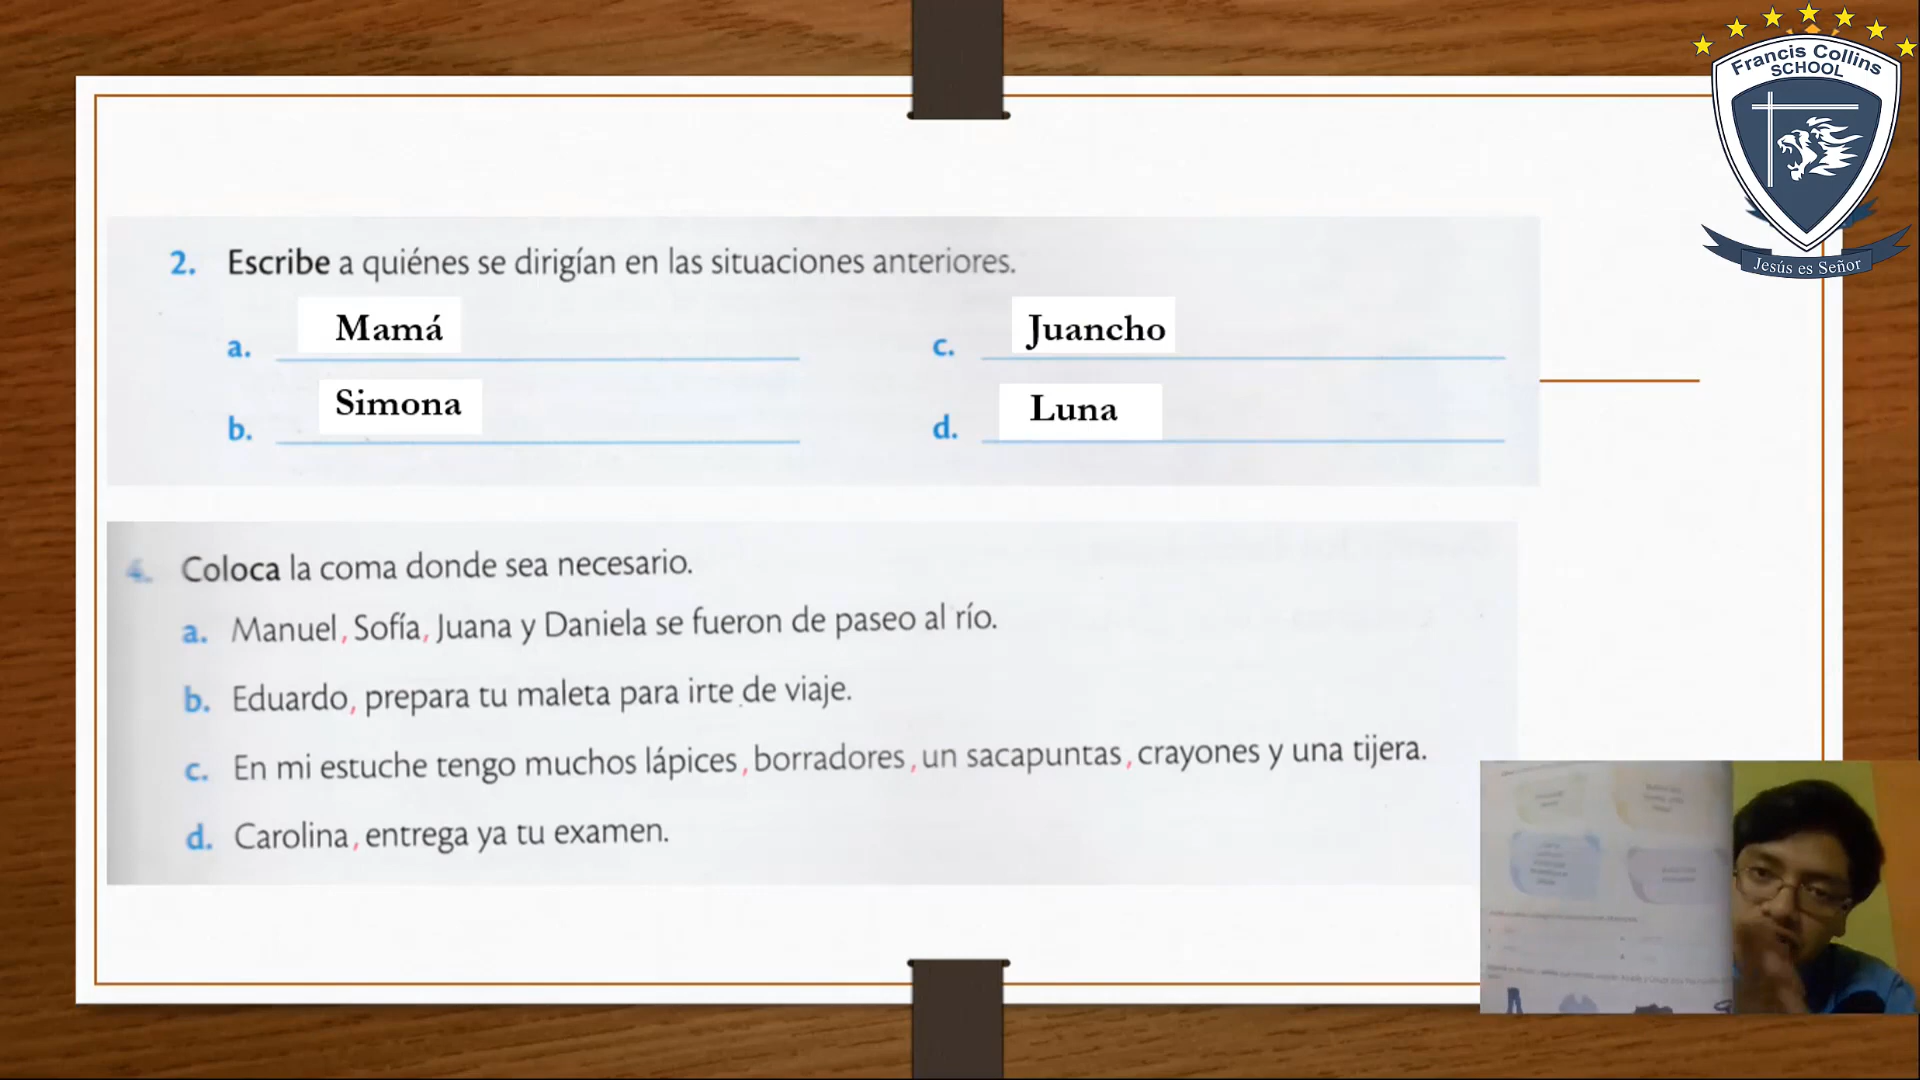 Francis Collins
SCHOOL
Jesús es Señor
2. Escribe a quiénes se dirigían en las situaciones anteriores.
a. Mamá
c. Juancho
b. Simona
d. Luna
4. Coloca la coma donde sea necesario.
a. Manuel, Sofía, Juana y Daniela se fueron de paseo al río.
b. Eduardo, prepara tu maleta para irte de viaje.
c. En mi estuche tengo muchos lápices, borradores, un sacapuntas, crayones y una tijera.
d. Carolina, entrega ya tu examen.